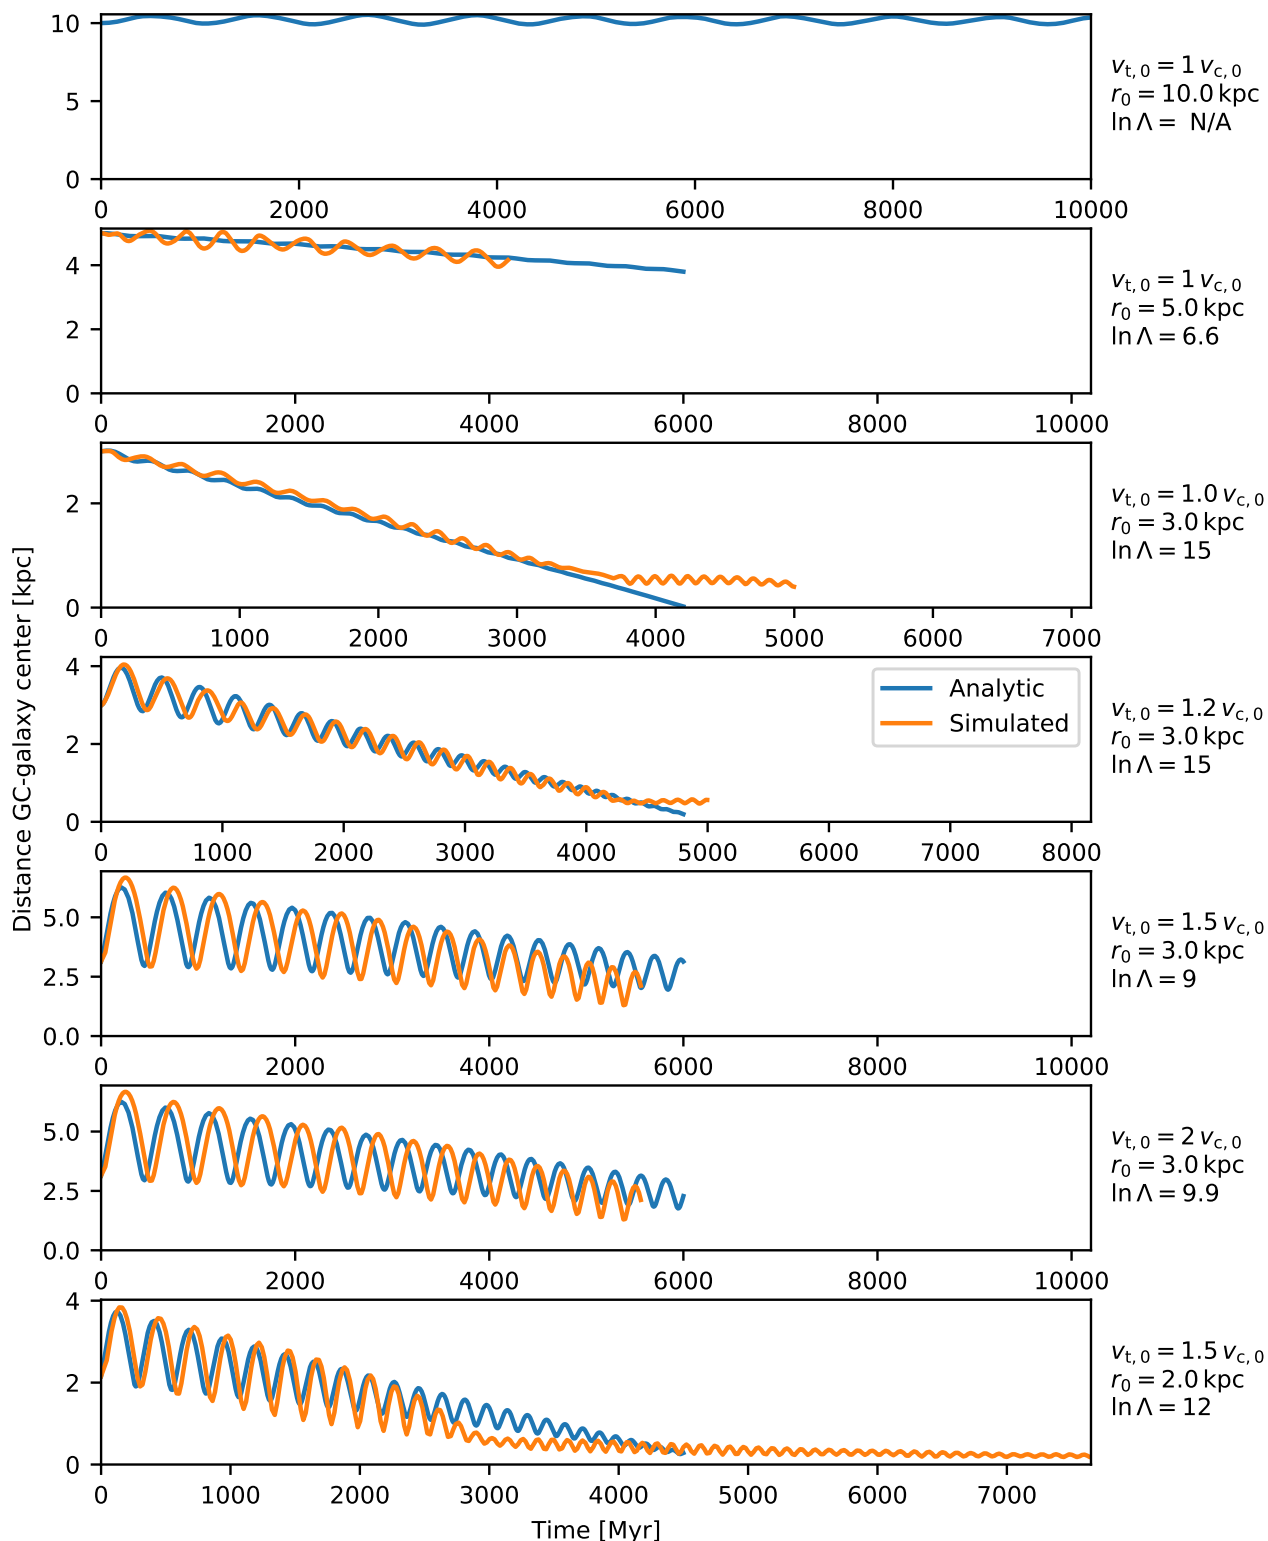 10
5
0
0 2000 4000 6000 8000 10000
v_{t,0} = 1 v_{c,0}
r_0 = 10.0 kpc
ln Λ = N/A
4
2
0
0 2000 4000 6000 8000 10000
v_{t,0} = 1 v_{c,0}
r_0 = 5.0 kpc
ln Λ = 6.6
2
0
0 1000 2000 3000 4000 5000 6000 7000
v_{t,0} = 1.0 v_{c,0}
r_0 = 3.0 kpc
ln Λ = 15
Distance GC-galaxy center [kpc]
4
2
0
0 1000 2000 3000 4000 5000 6000 7000 8000
Analytic
Simulated
v_{t,0} = 1.2 v_{c,0}
r_0 = 3.0 kpc
ln Λ = 15
5.0
2.5
0.0
0 2000 4000 6000 8000 10000
v_{t,0} = 1.5 v_{c,0}
r_0 = 3.0 kpc
ln Λ = 9
5.0
2.5
0.0
0 2000 4000 6000 8000 10000
v_{t,0} = 2 v_{c,0}
r_0 = 3.0 kpc
ln Λ = 9.9
4
2
0
0 1000 2000 3000 4000 5000 6000 7000
v_{t,0} = 1.5 v_{c,0}
r_0 = 2.0 kpc
ln Λ = 12
Time [Myr]